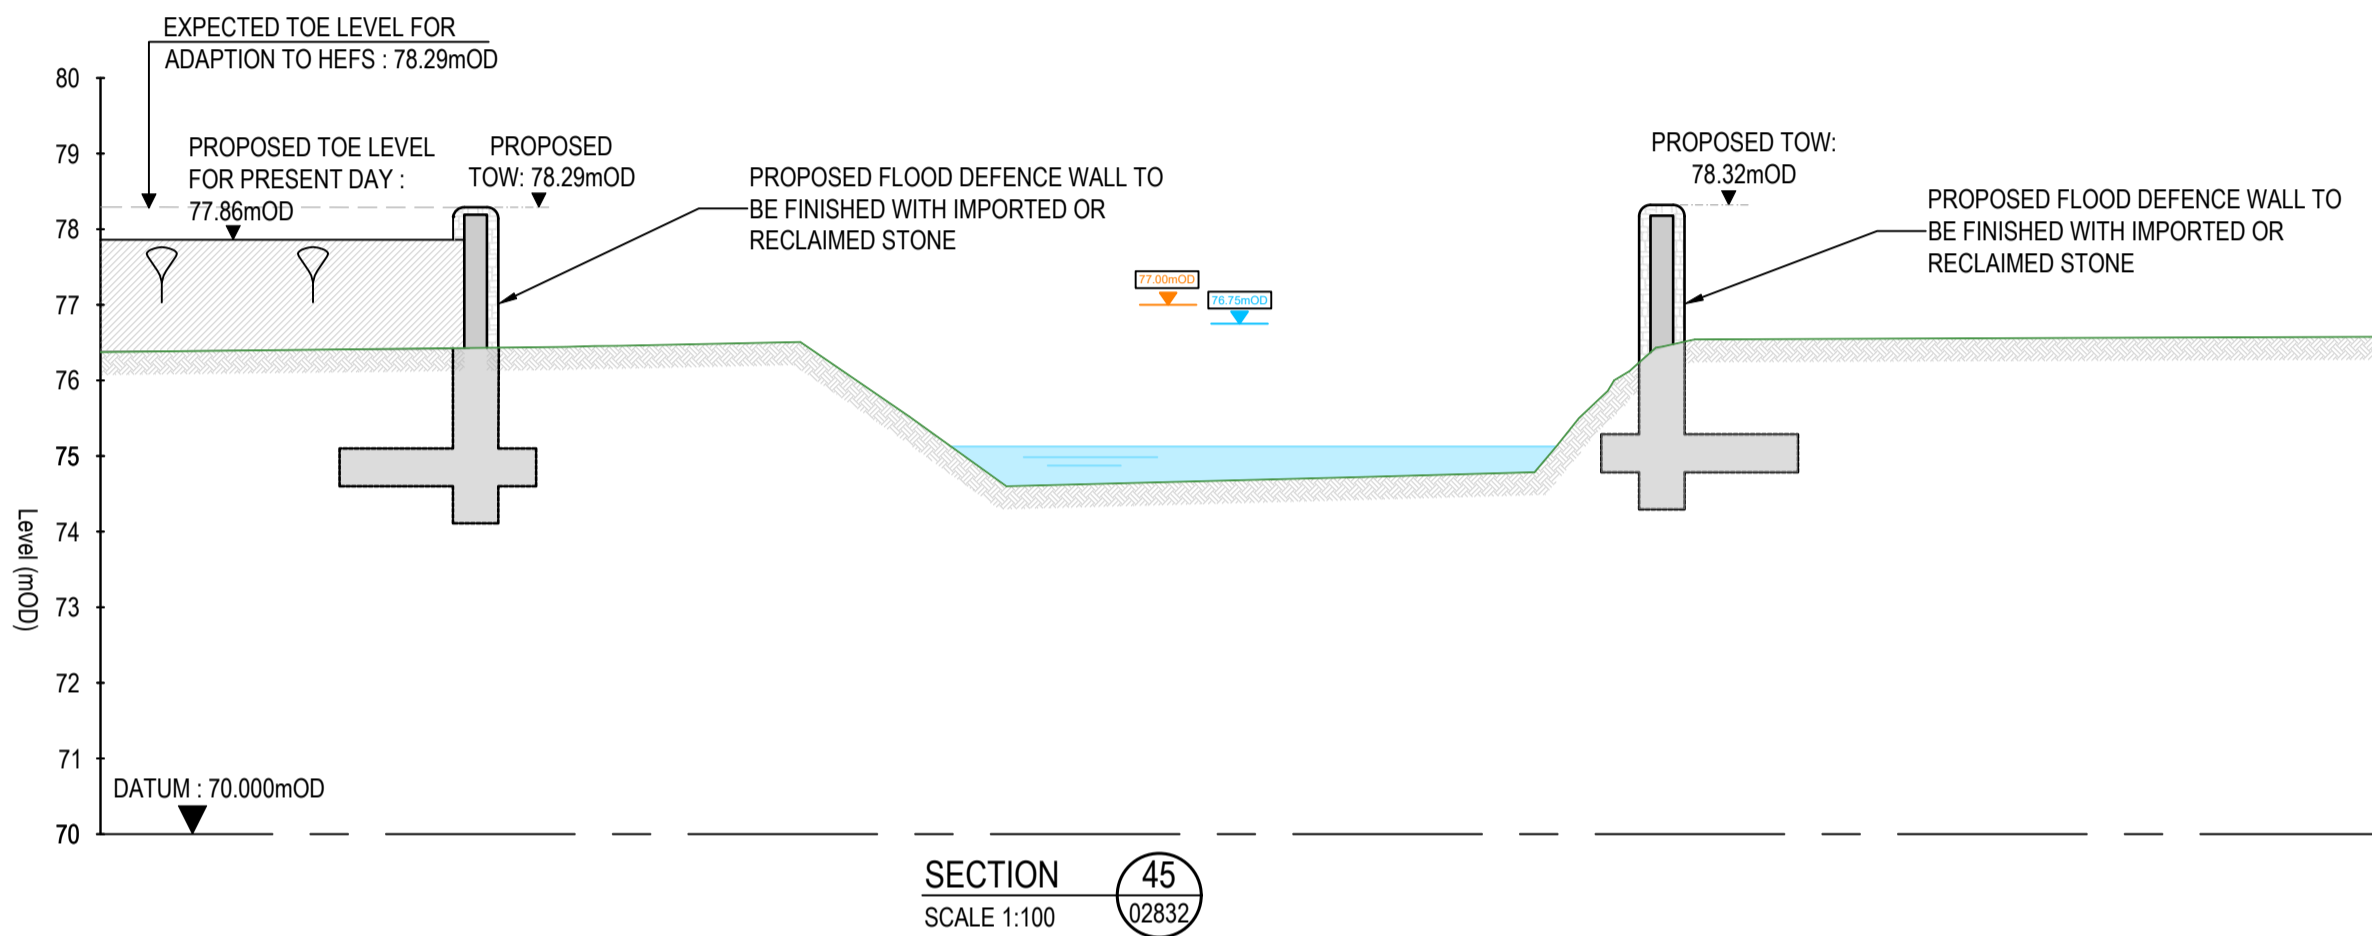 EXPECTED TOE LEVEL FOR
ADAPTION TO HEFS : 78.29mOD
80
79
78
77
76
75
74
73
72
71
70
Level (mOD)
PROPOSED TOE LEVEL
FOR PRESENT DAY :
77.86mOD
PROPOSED
TOW: 78.29mOD
PROPOSED FLOOD DEFENCE WALL TO
BE FINISHED WITH IMPORTED OR
RECLAIMED STONE
77.00mOD
76.75mOD
PROPOSED TOW:
78.32mOD
PROPOSED FLOOD DEFENCE WALL TO
BE FINISHED WITH IMPORTED OR
RECLAIMED STONE
DATUM : 70.000mOD
SECTION
SCALE 1:100
45
02832